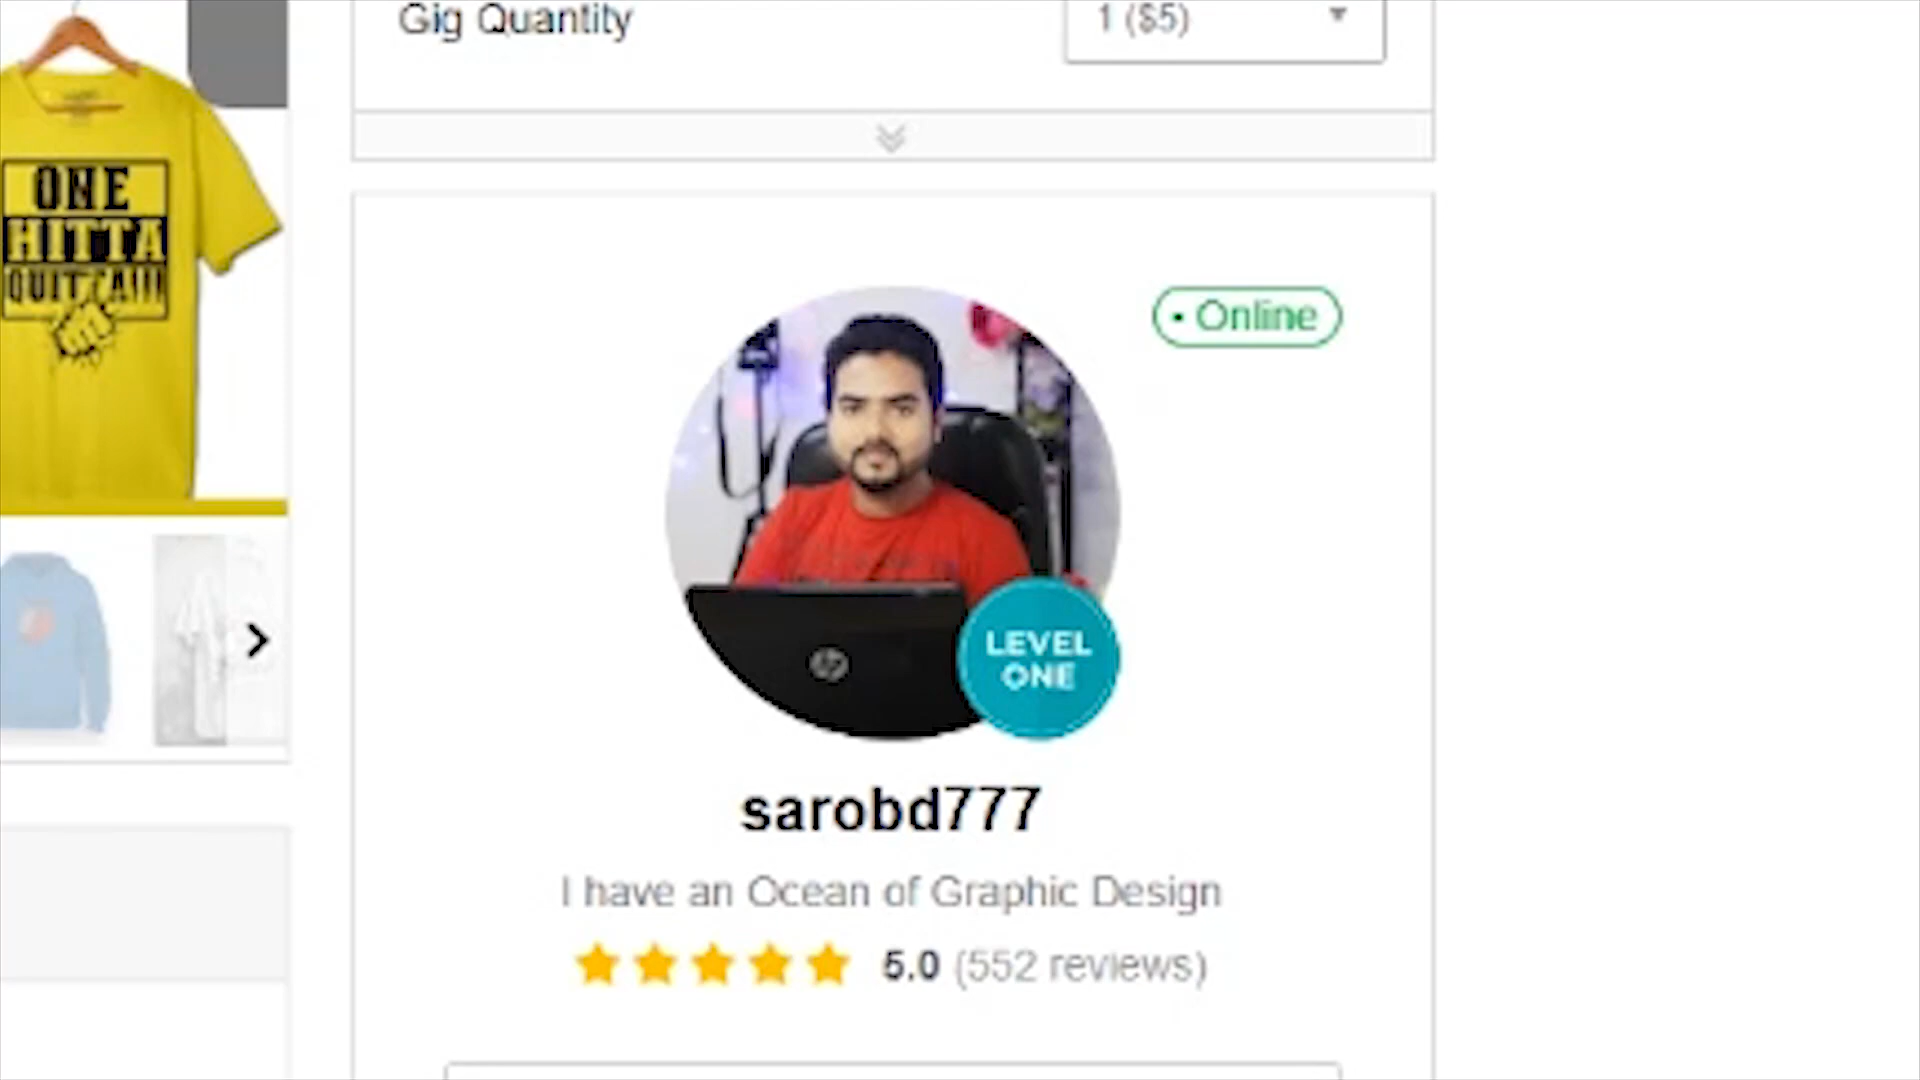 Gig Quantity
1 ($5)
ONE
HITTA
QUITTA!!!
• Online
LEVEL
ONE
sarobd777
I have an Ocean of Graphic Design
5.0 (552 reviews)